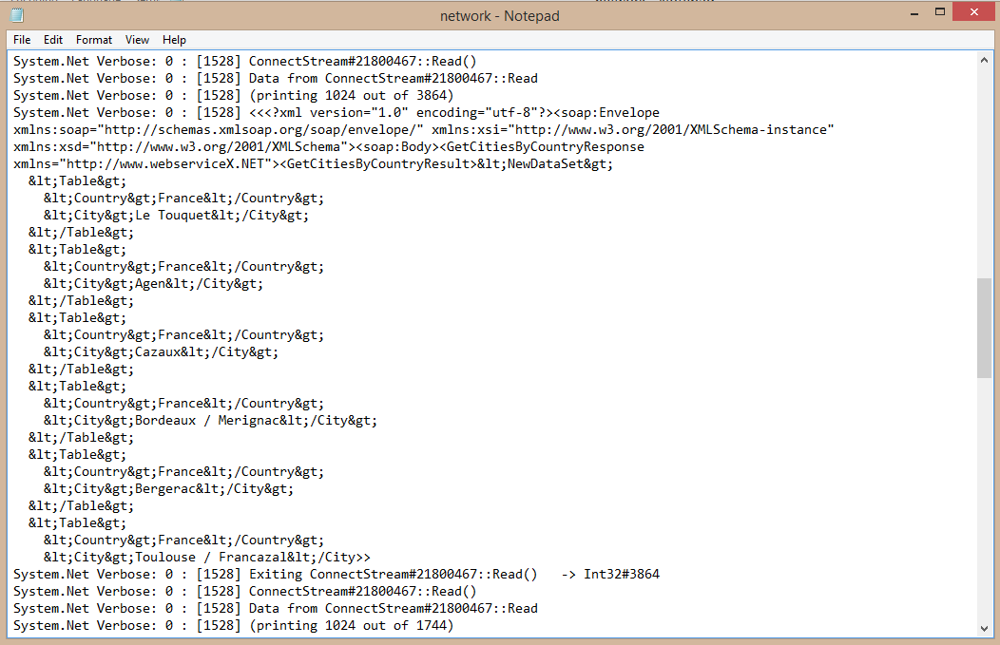 network - Notepad
File Edit Format View Help
System.Net Verbose: 0 : [1528] ConnectStream#21800467::Read()
System.Net Verbose: 0 : [1528] Data from ConnectStream#21800467::Read
System.Net Verbose: 0 : [1528] (printing 1024 out of 3864)
System.Net Verbose: 0 : [1528] <<<?xml version="1.0" encoding="utf-8"?><soap:Envelope
xmlns:soap="http://schemas.xmlsoap.org/soap/envelope/" xmlns:xsi="http://www.w3.org/2001/XMLSchema-instance"
xmlns:xsd="http://www.w3.org/2001/XMLSchema"><soap:Body><GetCitiesByCountryResponse
xmlns="http://www.webserviceX.NET"><GetCitiesByCountryResult>&lt;NewDataSet&gt;
  &lt;Table&gt;
    &lt;Country&gt;France&lt;/Country&gt;
    &lt;City&gt;Le Touquet&lt;/City&gt;
  &lt;/Table&gt;
  &lt;Table&gt;
    &lt;Country&gt;France&lt;/Country&gt;
    &lt;City&gt;Agen&lt;/City&gt;
  &lt;/Table&gt;
  &lt;Table&gt;
    &lt;Country&gt;France&lt;/Country&gt;
    &lt;City&gt;Cazaux&lt;/City&gt;
  &lt;/Table&gt;
  &lt;Table&gt;
    &lt;Country&gt;France&lt;/Country&gt;
    &lt;City&gt;Bordeaux / Merignac&lt;/City&gt;
  &lt;/Table&gt;
  &lt;Table&gt;
    &lt;Country&gt;France&lt;/Country&gt;
    &lt;City&gt;Bergerac&lt;/City&gt;
  &lt;/Table&gt;
  &lt;Table&gt;
    &lt;Country&gt;France&lt;/Country&gt;
    &lt;City&gt;Toulouse / Francazal&lt;/City>>
System.Net Verbose: 0 : [1528] Exiting ConnectStream#21800467::Read()   -> Int32#3864
System.Net Verbose: 0 : [1528] ConnectStream#21800467::Read()
System.Net Verbose: 0 : [1528] Data from ConnectStream#21800467::Read
System.Net Verbose: 0 : [1528] (printing 1024 out of 1744)